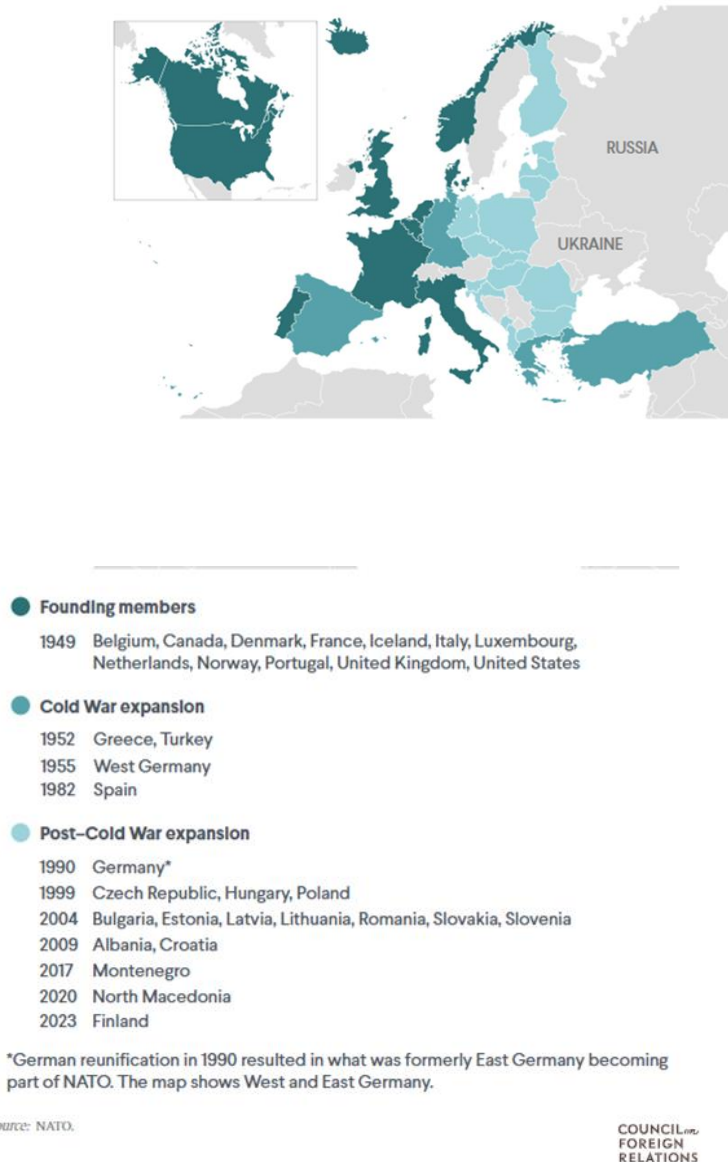 RUSSIA
UKRAINE
Founding members
1949 Belgium, Canada, Denmark, France, Iceland, Italy, Luxembourg,
Netherlands, Norway, Portugal, United Kingdom, United States
Cold War expansion
1952 Greece, Turkey
1955 West Germany
1982 Spain
Post–Cold War expansion
1990 Germany*
1999 Czech Republic, Hungary, Poland
2004 Bulgaria, Estonia, Latvia, Lithuania, Romania, Slovakia, Slovenia
2009 Albania, Croatia
2017 Montenegro
2020 North Macedonia
2023 Finland
*German reunification in 1990 resulted in what was formerly East Germany becoming
part of NATO. The map shows West and East Germany.
ource: NATO.
COUNCIL on
FOREIGN
RELATIONS